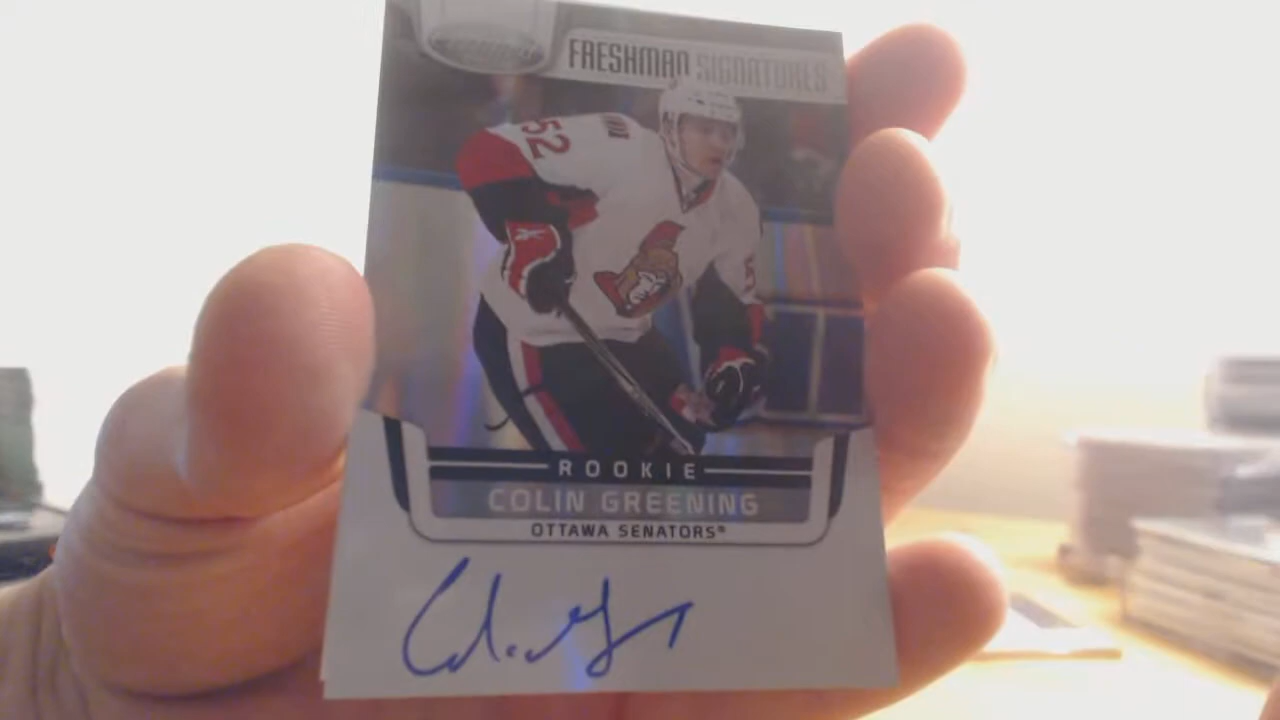 FRESHMAN SIGNATURES
52
ROOKIE
COLIN GREENING
OTTAWA SENATORS®